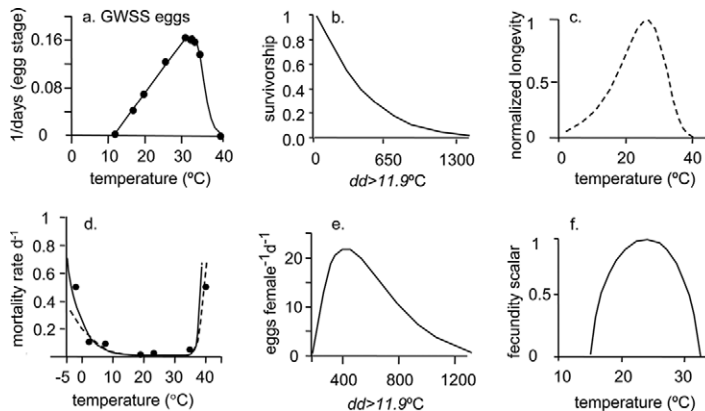 a. GWSS eggs
1/days (egg stage)
0.16
0.08
0
0 10 20 30 40
temperature (ºC)
b.
survivorship
1.0
0.8
0.6
0.4
0.2
0.0
0 650 1300
dd>11.9ºC
c.
normalized longevity
1
0.5
0
0 20 40
temperature (ºC)
d.
mortality rate d-1
1
0.8
0.6
0.4
0.2
-5 0 10 20 30 40
temperature (°C)
e.
eggs female-1d-1
20
10
0
400 800 1200
dd>11.9ºC
f.
fecundity scalar
1
0.5
0
10 20 30
temperature (ºC)